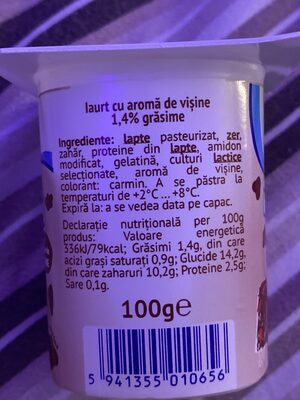 Iaurt cu aromă de vișine
1,4% grăsime
Ingrediente: lapte pasteurizat, zer,
zahăr, proteine din lapte, amidon
modificat, gelatină, culturi lactice
selecționate, aromă de vișine,
colorant: carmin. A se păstra la
temperaturi de +2°C ... +8°C.
Expiră la: a se vedea data pe capac.
Declarație nutrițională per 100g
produs: Valoare energetică
336kJ/79kcal; Grăsimi 1,4g, din care
acizi grași saturați 0,9g; Glucide 14,2g,
din care zaharuri 10,2g; Proteine 2,5g;
Sare 0,1g.
100g℮
5 941355 010656